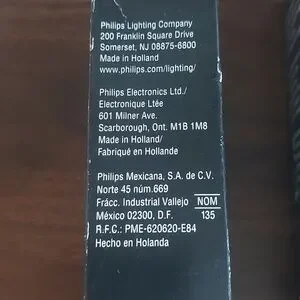 Philips Lighting Company
200 Franklin Square Drive
Somerset, NJ 08875-6800
Made in Holland
www.philips.com/lighting/
Philips Electronics Ltd./
Electronique Ltée
601 Milner Ave.
Scarborough, Ont. M1B 1M8
Made in Holland/
Fabriqué en Hollande
Philips Mexicana, S.A. de C.V.
Norte 45 núm.669
Frácc. Industrial Vallejo NOM
México 02300, D.F. 135
R.F.C.: PME-620620-E84
Hecho en Holanda